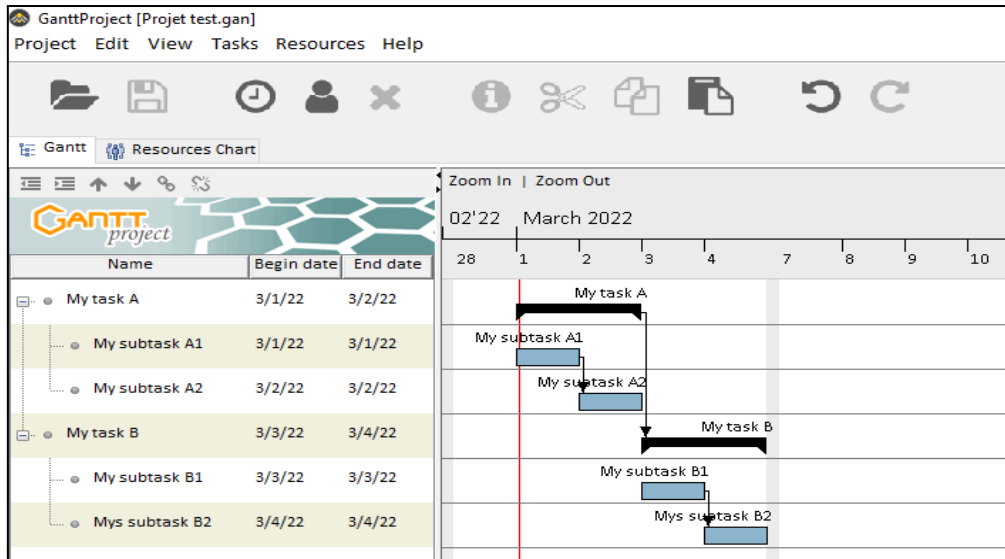 GanttProject [Projet test.gan]
Project Edit View Tasks Resources Help
Gantt Resources Chart
Zoom In | Zoom Out
GANTT project
02'22 March 2022
Name Begin date End date
28 1 2 3 4 7 8 9 10
My task A 3/1/22 3/2/22
My task A
My subtask A1 3/1/22 3/1/22
My subtask A1
My subtask A2 3/2/22 3/2/22
My subtask A2
My task B 3/3/22 3/4/22
My task B
My subtask B1 3/3/22 3/3/22
My subtask B1
Mys subtask B2 3/4/22 3/4/22
Mys subtask B2